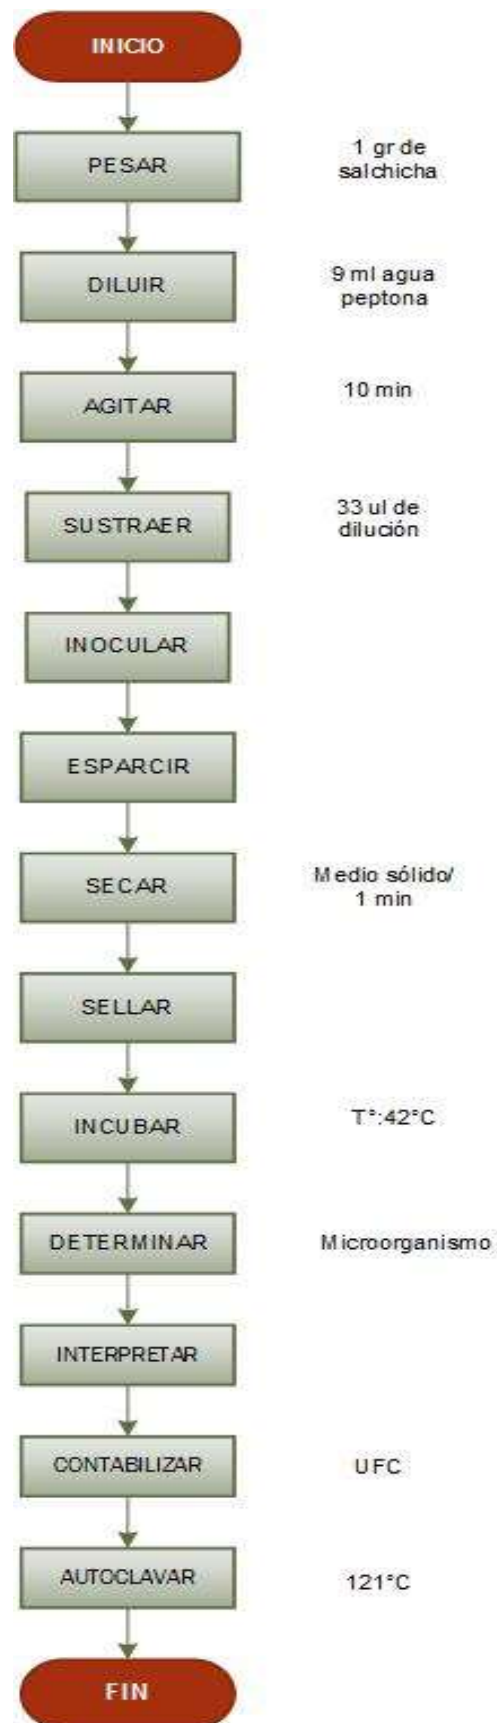 INICIO
PESAR
1 gr de
salchicha
DILUIR
9 ml agua
peptona
AGITAR
10 min
SUSTRAER
33 ul de
dilución
INOCULAR
ESPARCIR
SECAR
Medio sólido/
1 min
SELLAR
INCUBAR
T°:42°C
DETERMINAR
Microorganismo
INTERPRETAR
CONTABILIZAR
UFC
AUTOCLAVAR
121°C
FIN